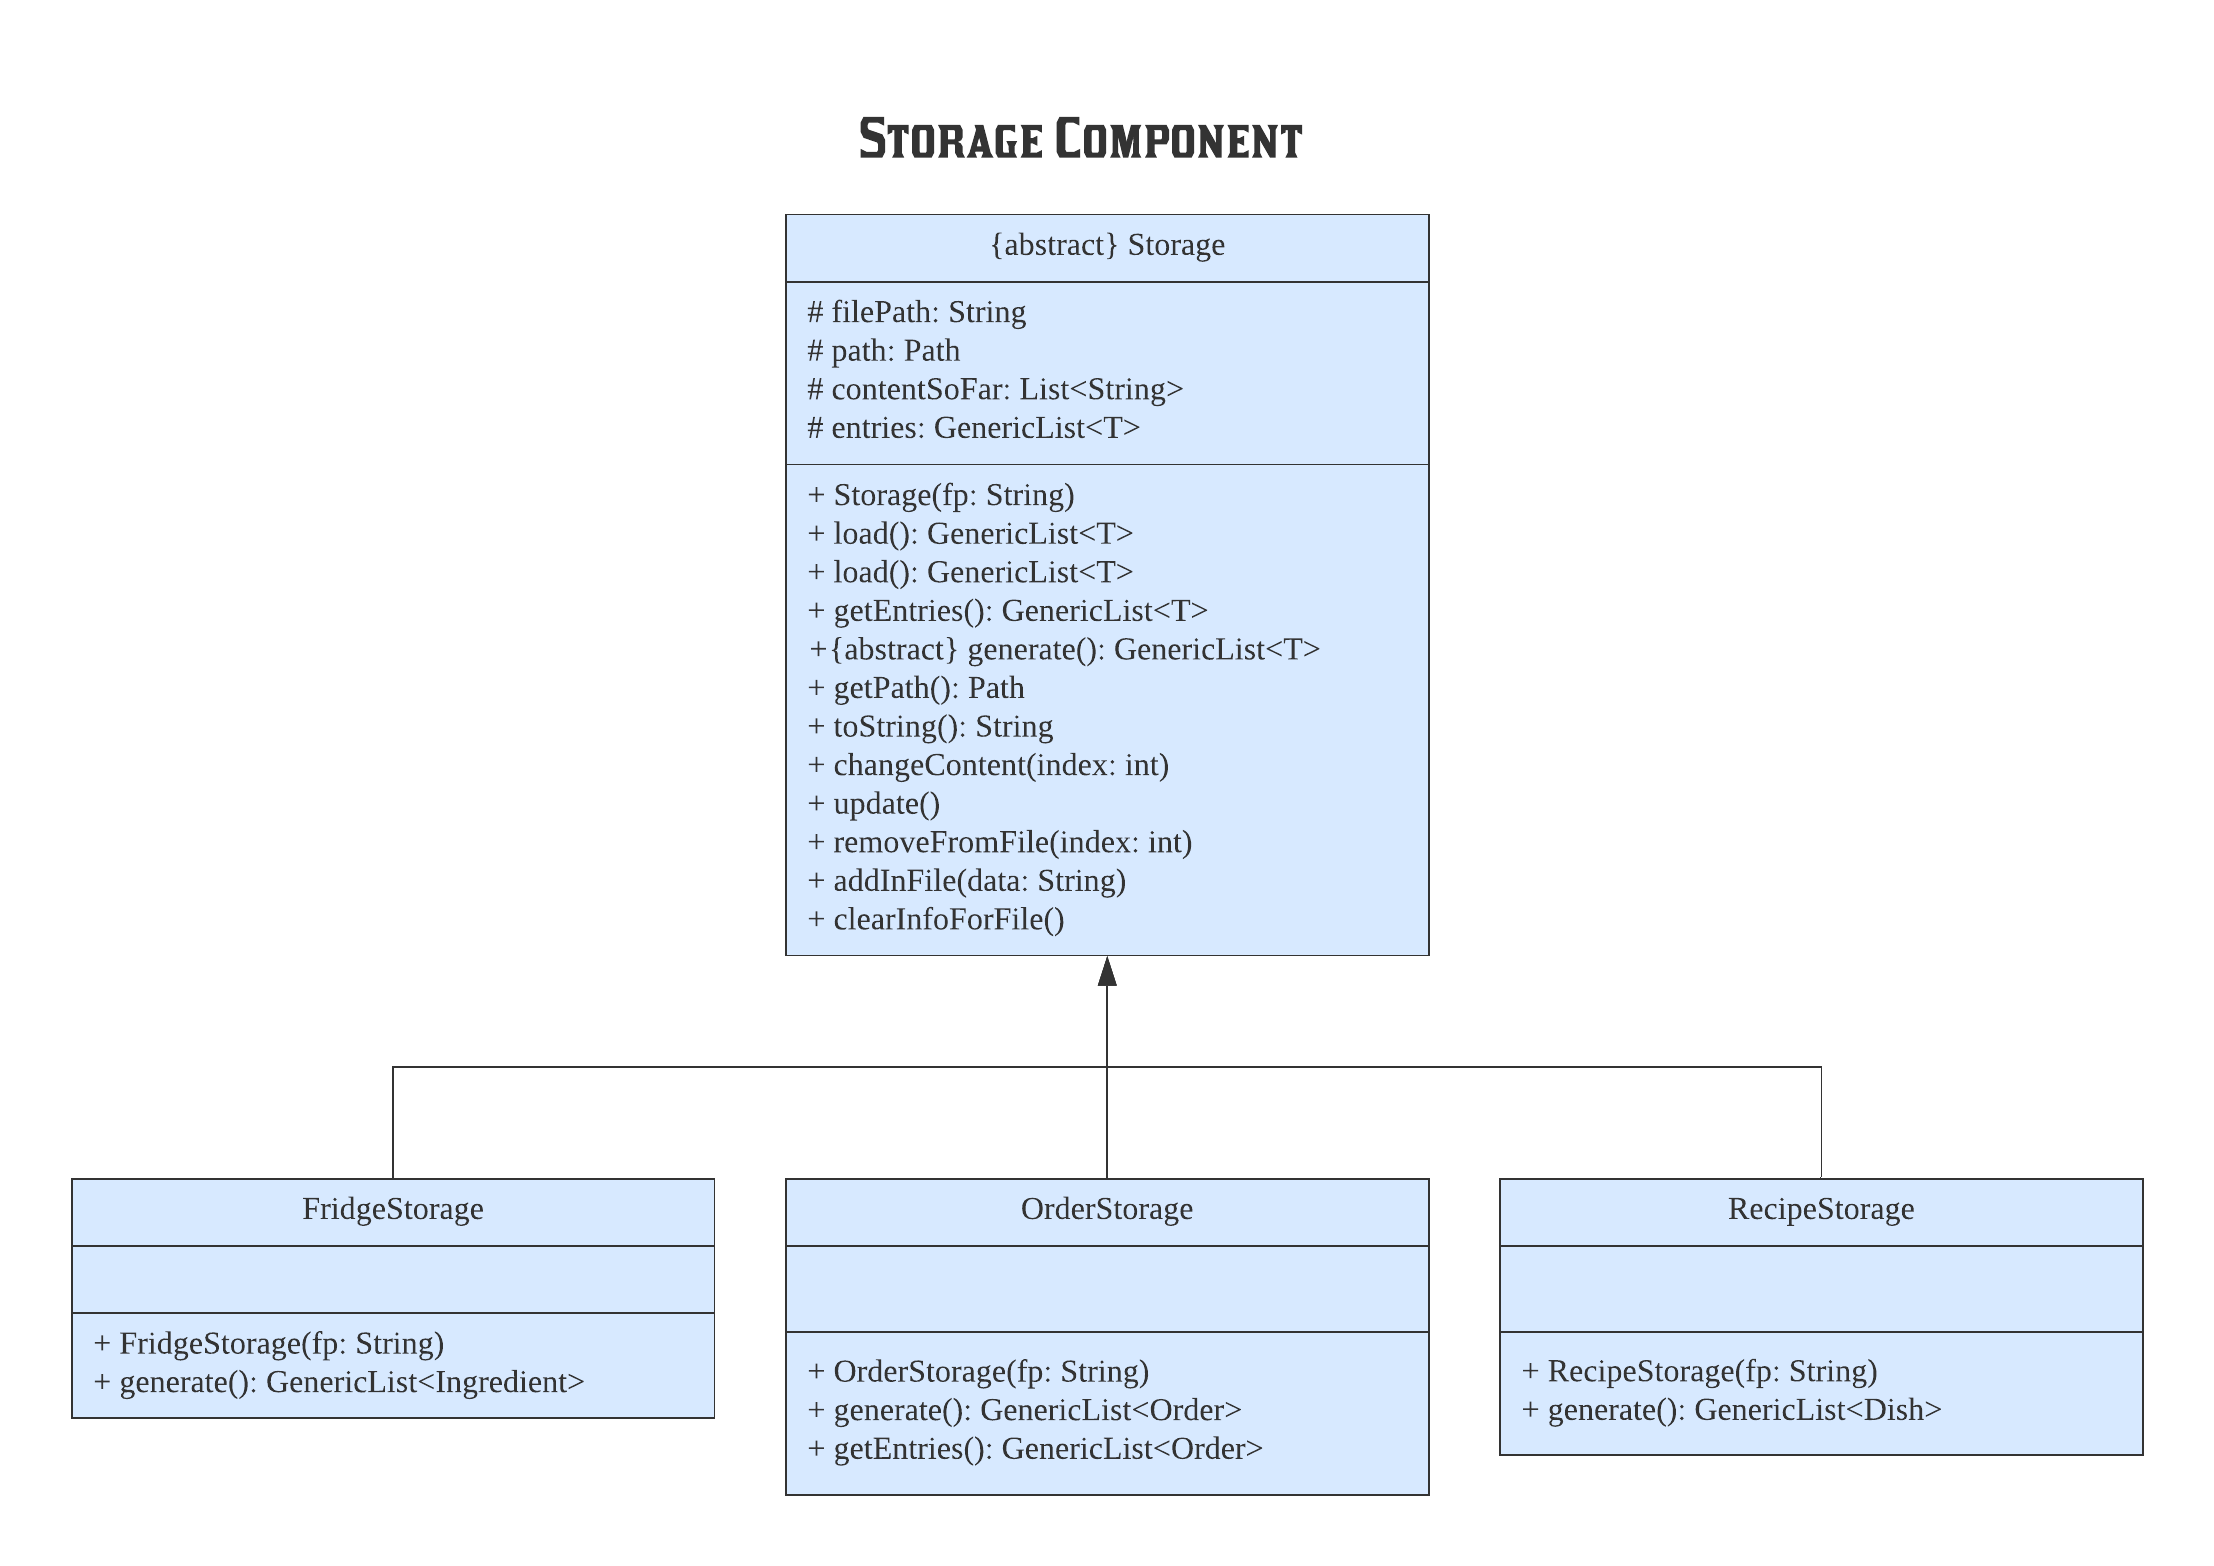 Storage Component
{abstract} Storage
# filePath: String
# path: Path
# contentSoFar: List<String>
# entries: GenericList<T>
+ Storage(fp: String)
+ load(): GenericList<T>
+ load(): GenericList<T>
+ getEntries(): GenericList<T>
+{abstract} generate(): GenericList<T>
+ getPath(): Path
+ toString(): String
+ changeContent(index: int)
+ update()
+ removeFromFile(index: int)
+ addInFile(data: String)
+ clearInfoForFile()
FridgeStorage
+ FridgeStorage(fp: String)
+ generate(): GenericList<Ingredient>
OrderStorage
+ OrderStorage(fp: String)
+ generate(): GenericList<Order>
+ getEntries(): GenericList<Order>
RecipeStorage
+ RecipeStorage(fp: String)
+ generate(): GenericList<Dish>